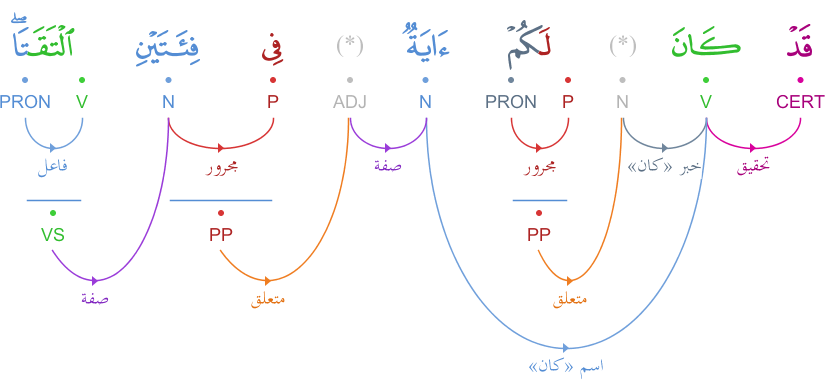 قَدْ كَانَ (*) لَكُمْ ءَايَةٌ (*) فِى فِئَتَيْنِ ٱلْتَقَتَا ۖ
CERT V N P PRON N ADJ P N V PRON
تحقيق خبر «كان» مجرور صفة مجرور فاعل
PP PP VS
متعلق متعلق صفة
اسم «كان»